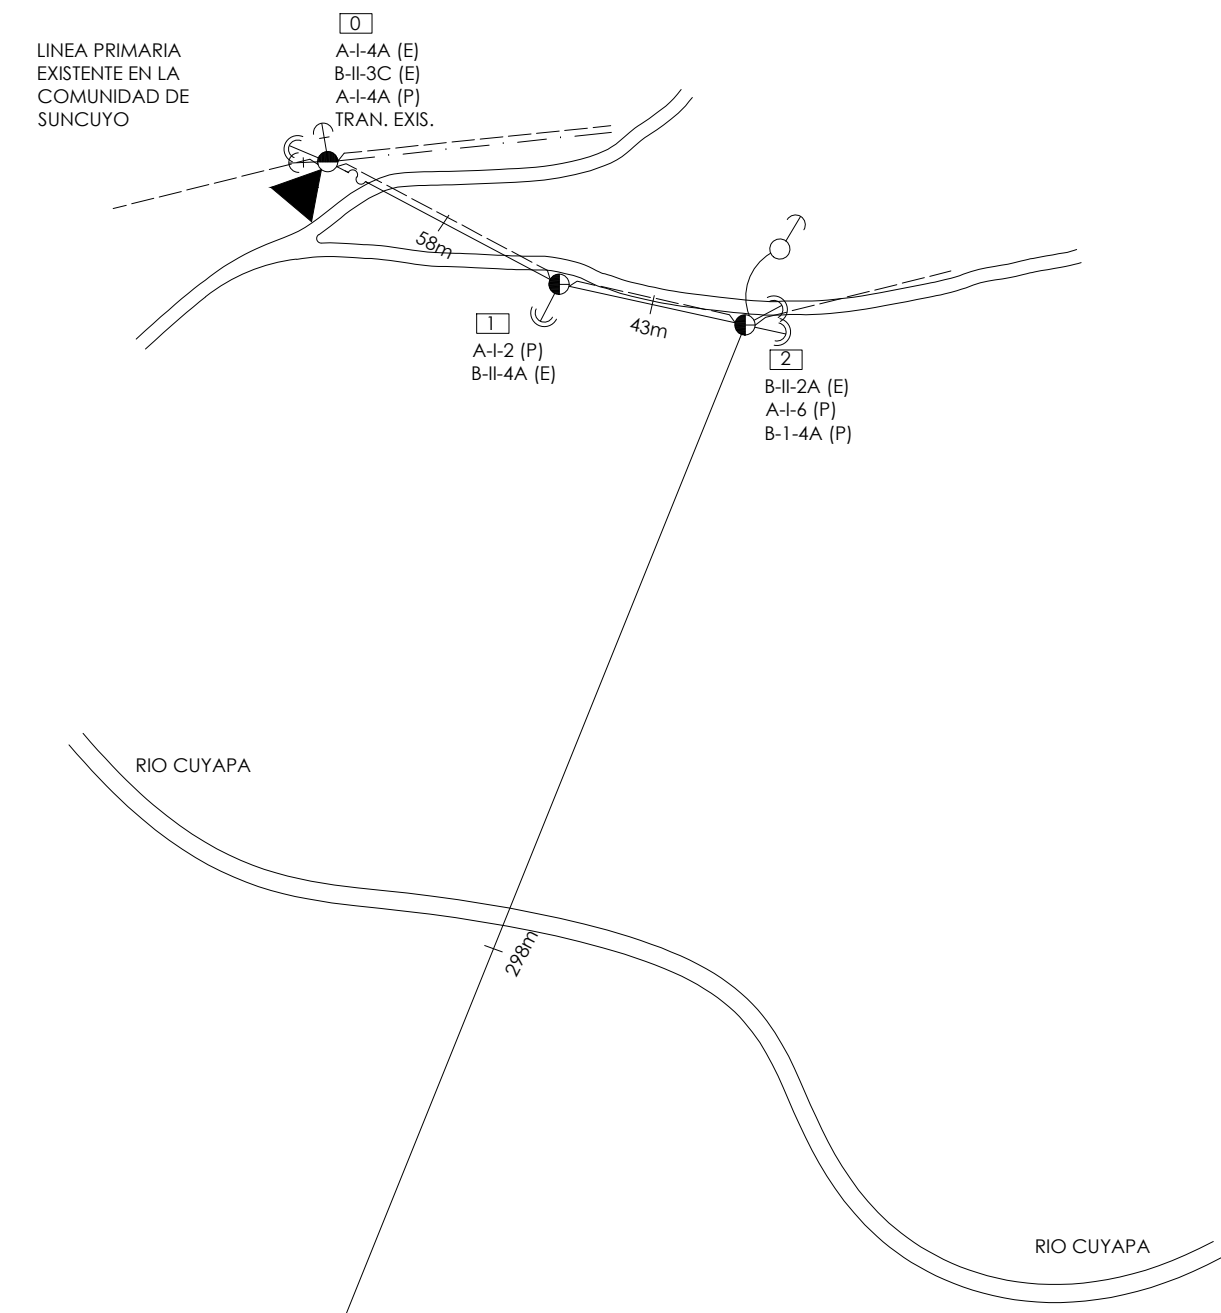 0
LINEA PRIMARIA
EXISTENTE EN LA
COMUNIDAD DE
SUNCUYO
A-I-4A (E)
B-II-3C (E)
A-I-4A (P)
TRAN. EXIS.
58m
1
A-I-2 (P)
B-II-4A (E)
43m
2
B-II-2A (E)
A-I-6 (P)
B-1-4A (P)
RIO CUYAPA
298m
RIO CUYAPA